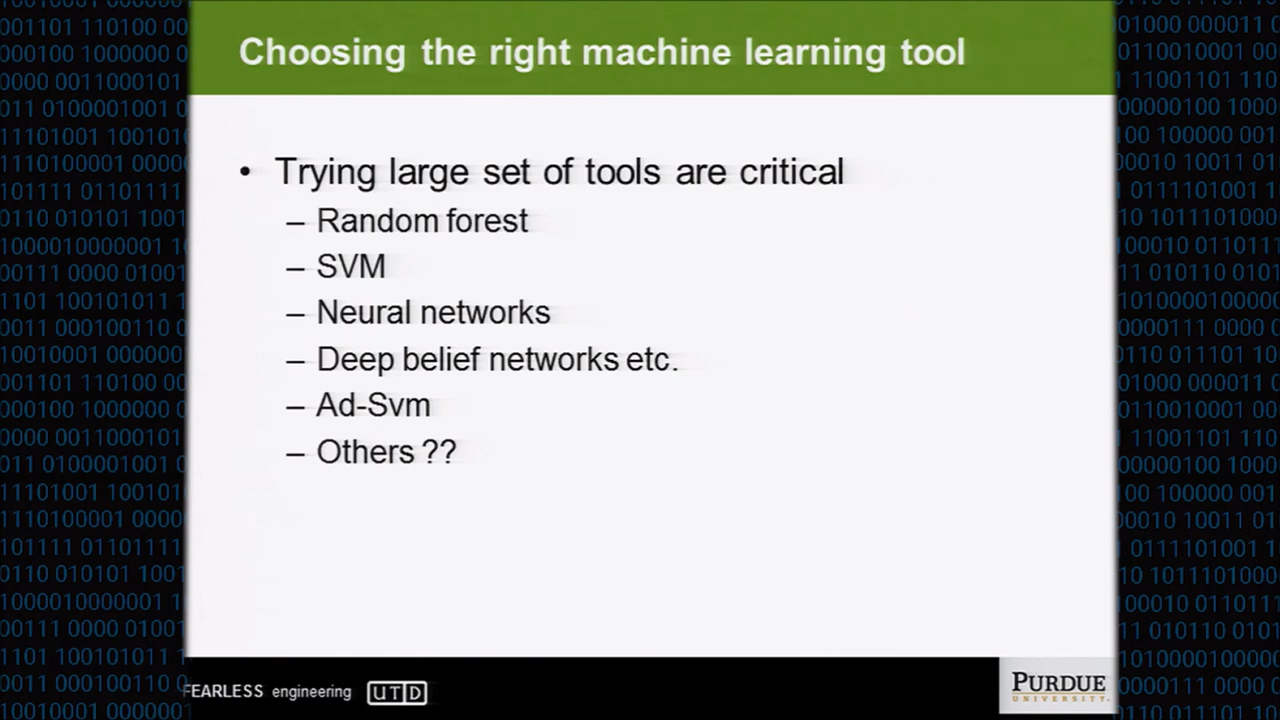 Choosing the right machine learning tool
• Trying large set of tools are critical
– Random forest
– SVM
– Neural networks
– Deep belief networks etc.
– Ad-Svm
– Others ??
FEARLESS engineering UTD
PURDUE
UNIVERSITY